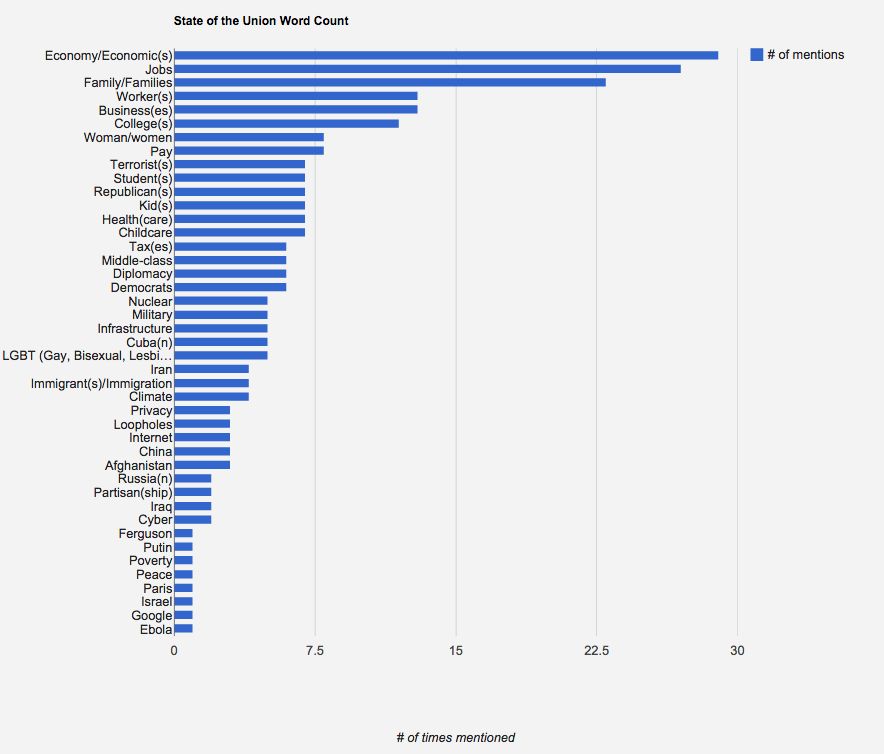 State of the Union Word Count
# of mentions
Economy/Economic(s)
Jobs
Family/Families
Worker(s)
Business(es)
College(s)
Woman/women
Pay
Terrorist(s)
Student(s)
Republican(s)
Kid(s)
Health(care)
Childcare
Tax(es)
Middle-class
Diplomacy
Democrats
Nuclear
Military
Infrastructure
Cuba(n)
LGBT (Gay, Bisexual, Lesbi...
Iran
Immigrant(s)/Immigration
Climate
Privacy
Loopholes
Internet
China
Afghanistan
Russia(n)
Partisan(ship)
Iraq
Cyber
Ferguson
Putin
Poverty
Peace
Paris
Israel
Google
Ebola
0 7.5 15 22.5 30
# of times mentioned